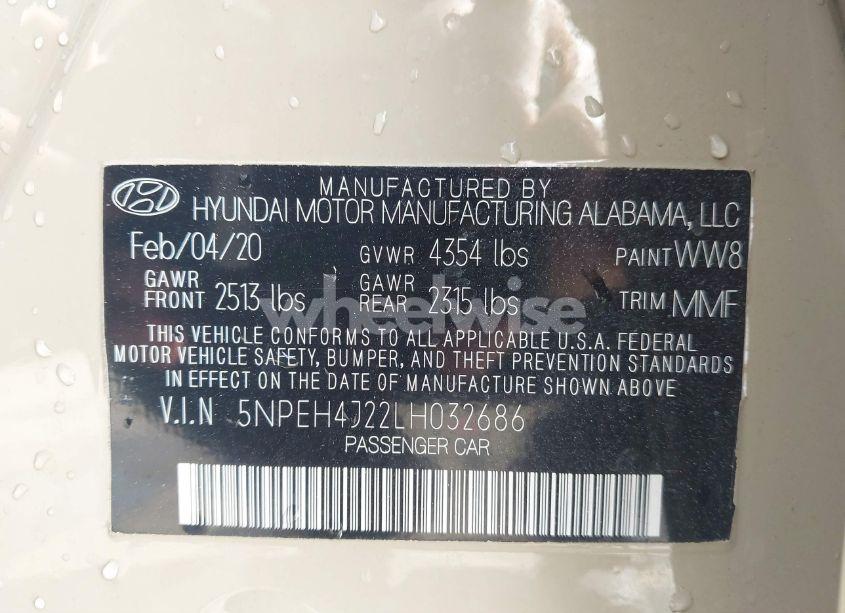 MANUFACTURED BY
HYUNDAI MOTOR MANUFACTURING ALABAMA, LLC
Feb/04/20 GVWR 4354 lbs PAINT WW8
GAWR FRONT 2513 lbs GAWR REAR 2315 lbs TRIM MMF
wheelwise
THIS VEHICLE CONFORMS TO ALL APPLICABLE U.S.A. FEDERAL
MOTOR VEHICLE SAFETY, BUMPER, AND THEFT PREVENTION STANDARDS
IN EFFECT ON THE DATE OF MANUFACTURE SHOWN ABOVE
V.I.N 5NPEH4J22LH032686
PASSENGER CAR